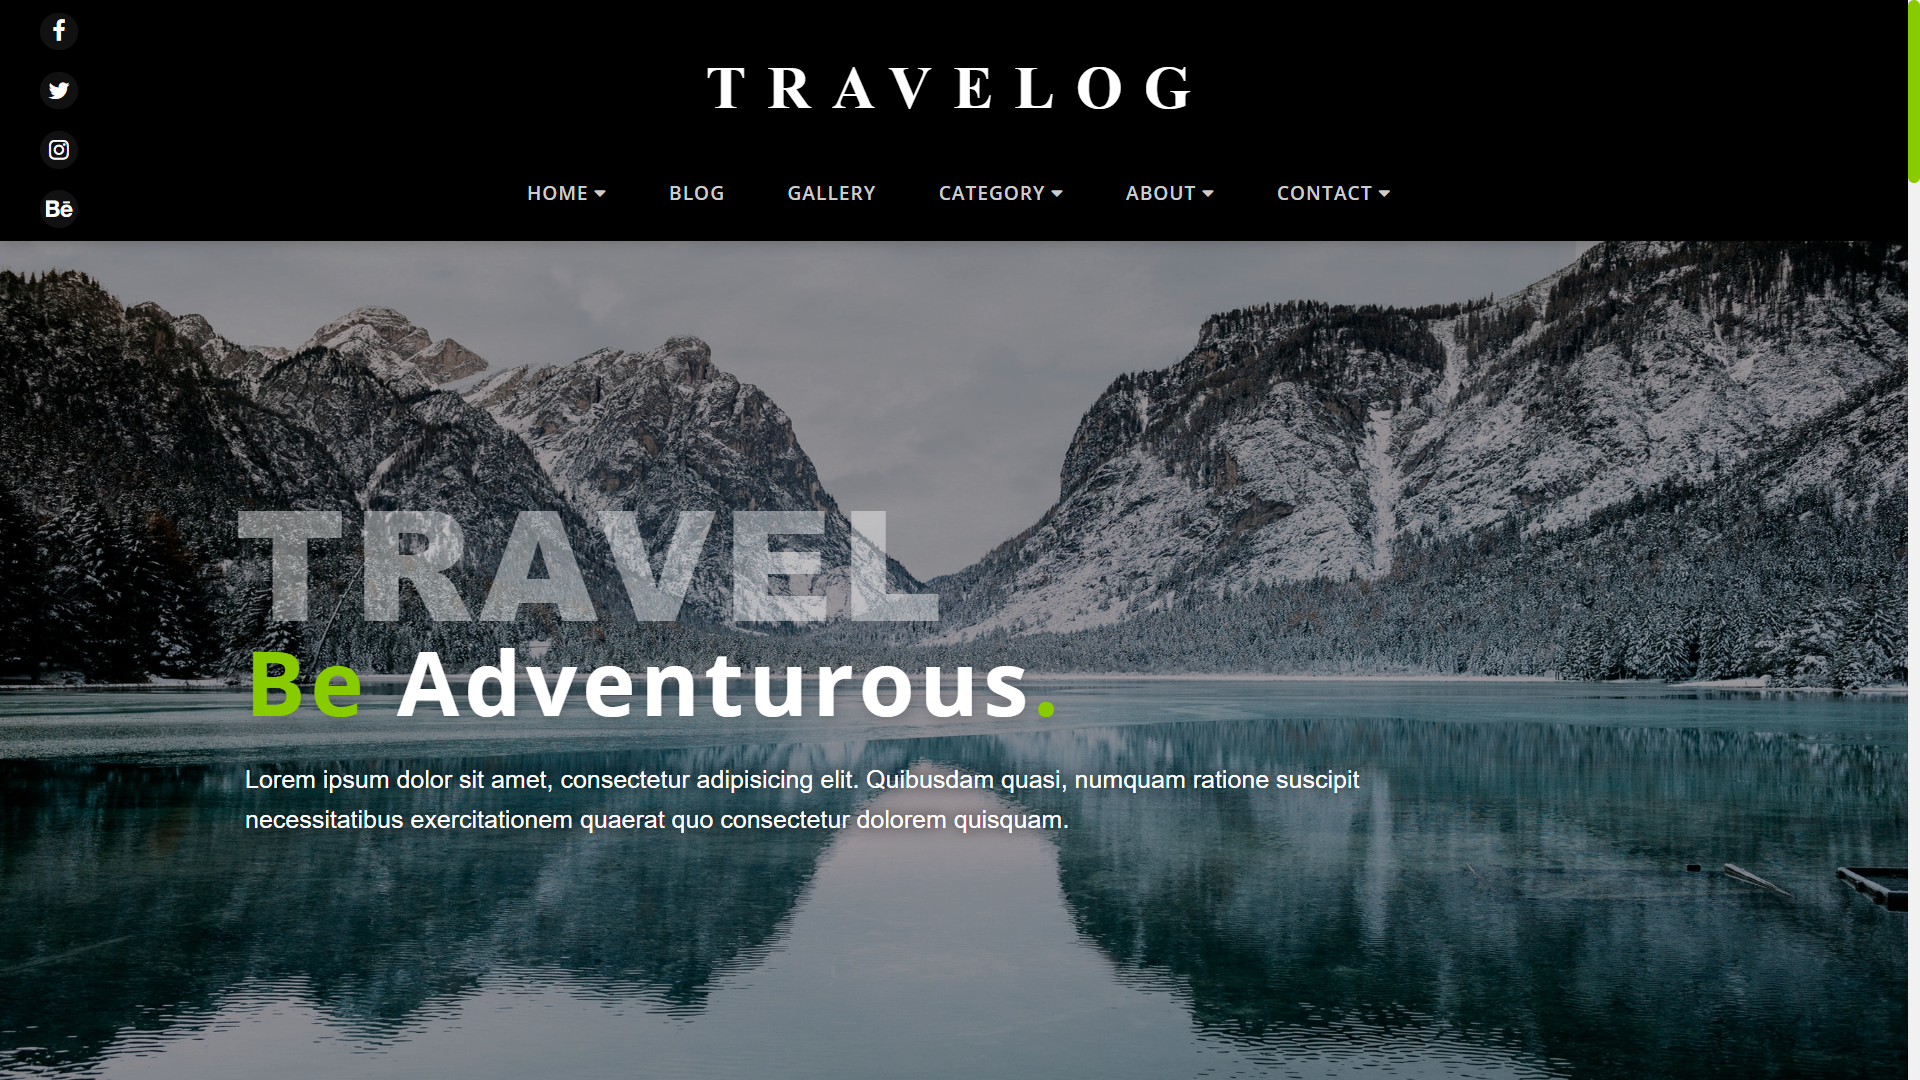 TRAVELOG
HOME BLOG GALLERY CATEGORY ABOUT CONTACT
Bē
TRAVEL
Be Adventurous.
Lorem ipsum dolor sit amet, consectetur adipisicing elit. Quibusdam quasi, numquam ratione suscipit
necessitatibus exercitationem quaerat quo consectetur dolorem quisquam.